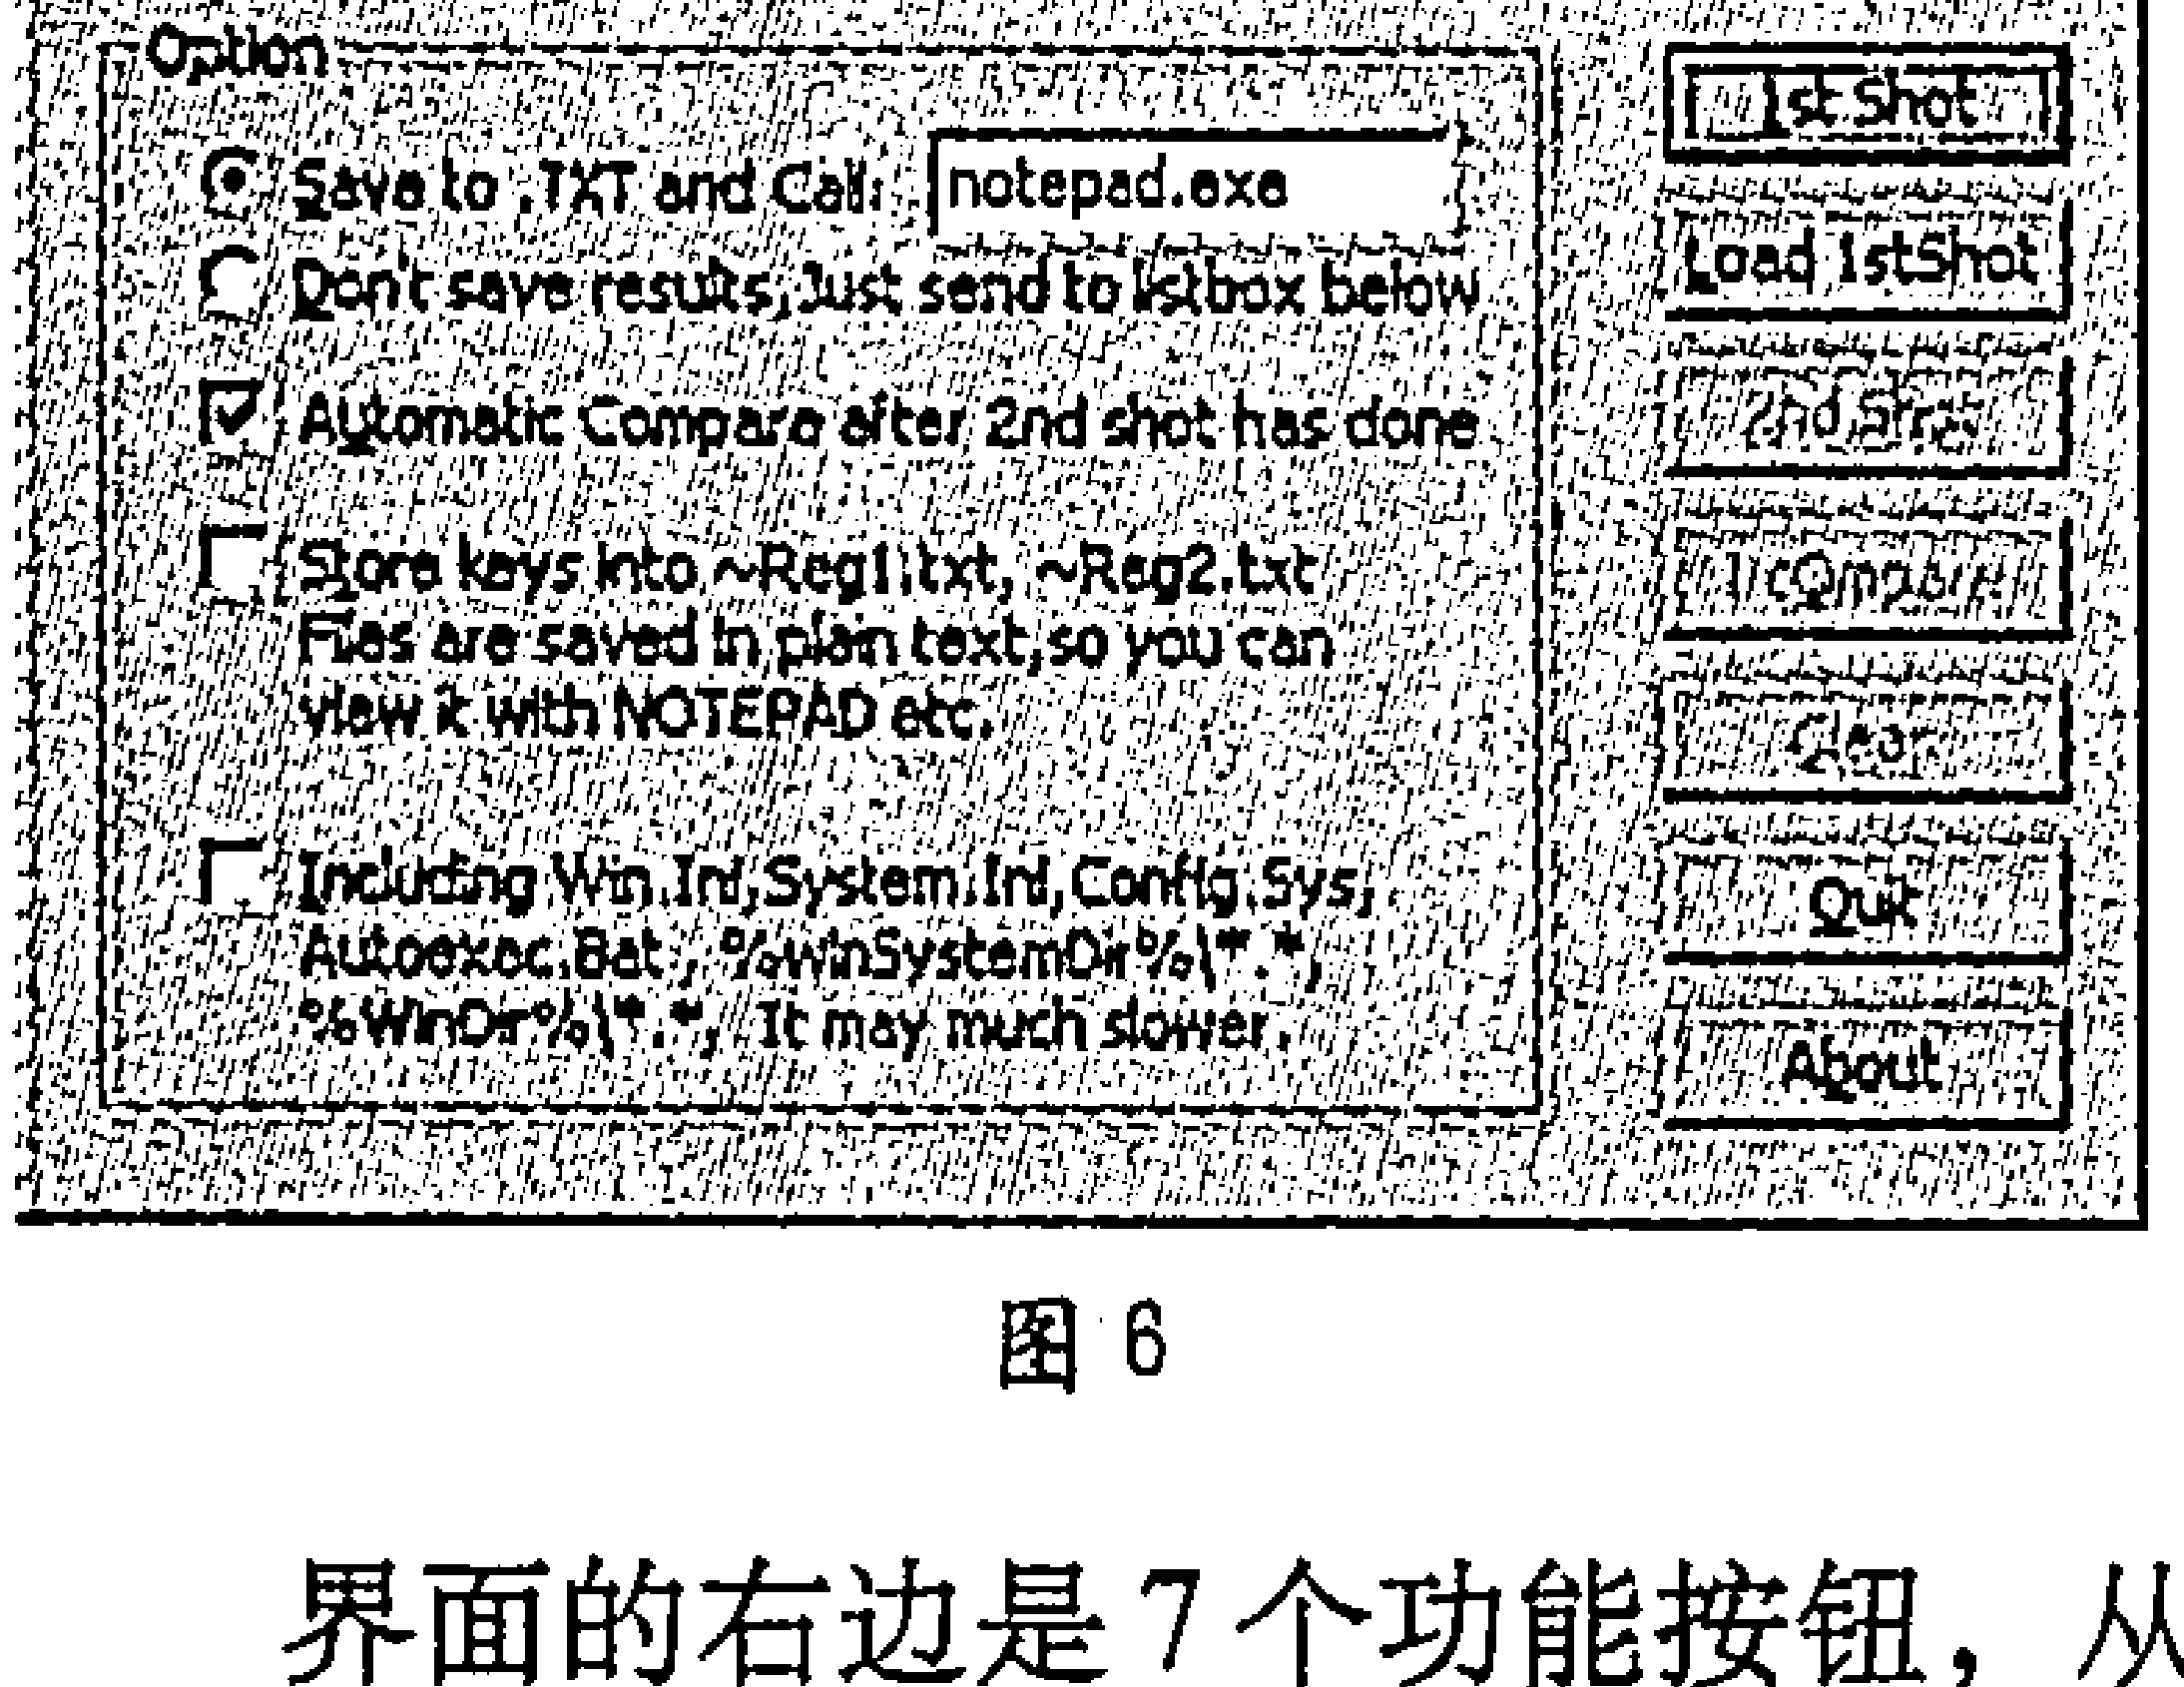 Option
Save to .TXT and Call: notepad.exe
Don't save results,Just send to listbox below
Automatic Compare after 2nd shot has done
Store keys into ~Reg1.txt, ~Reg2.txt
Files are saved in plain text,so you can
view it with NOTEPAD etc.
Including Win.Ini,System.Ini,Config.Sys,
Autoexec.Bat , %winSystemDir%\*.*,
%WinDir%\*.*, It may much slower.
1st Shot
Load 1stShot
2nd Shot
Clear
Quit
About
图 6
界面的右边是7个功能按钮，从